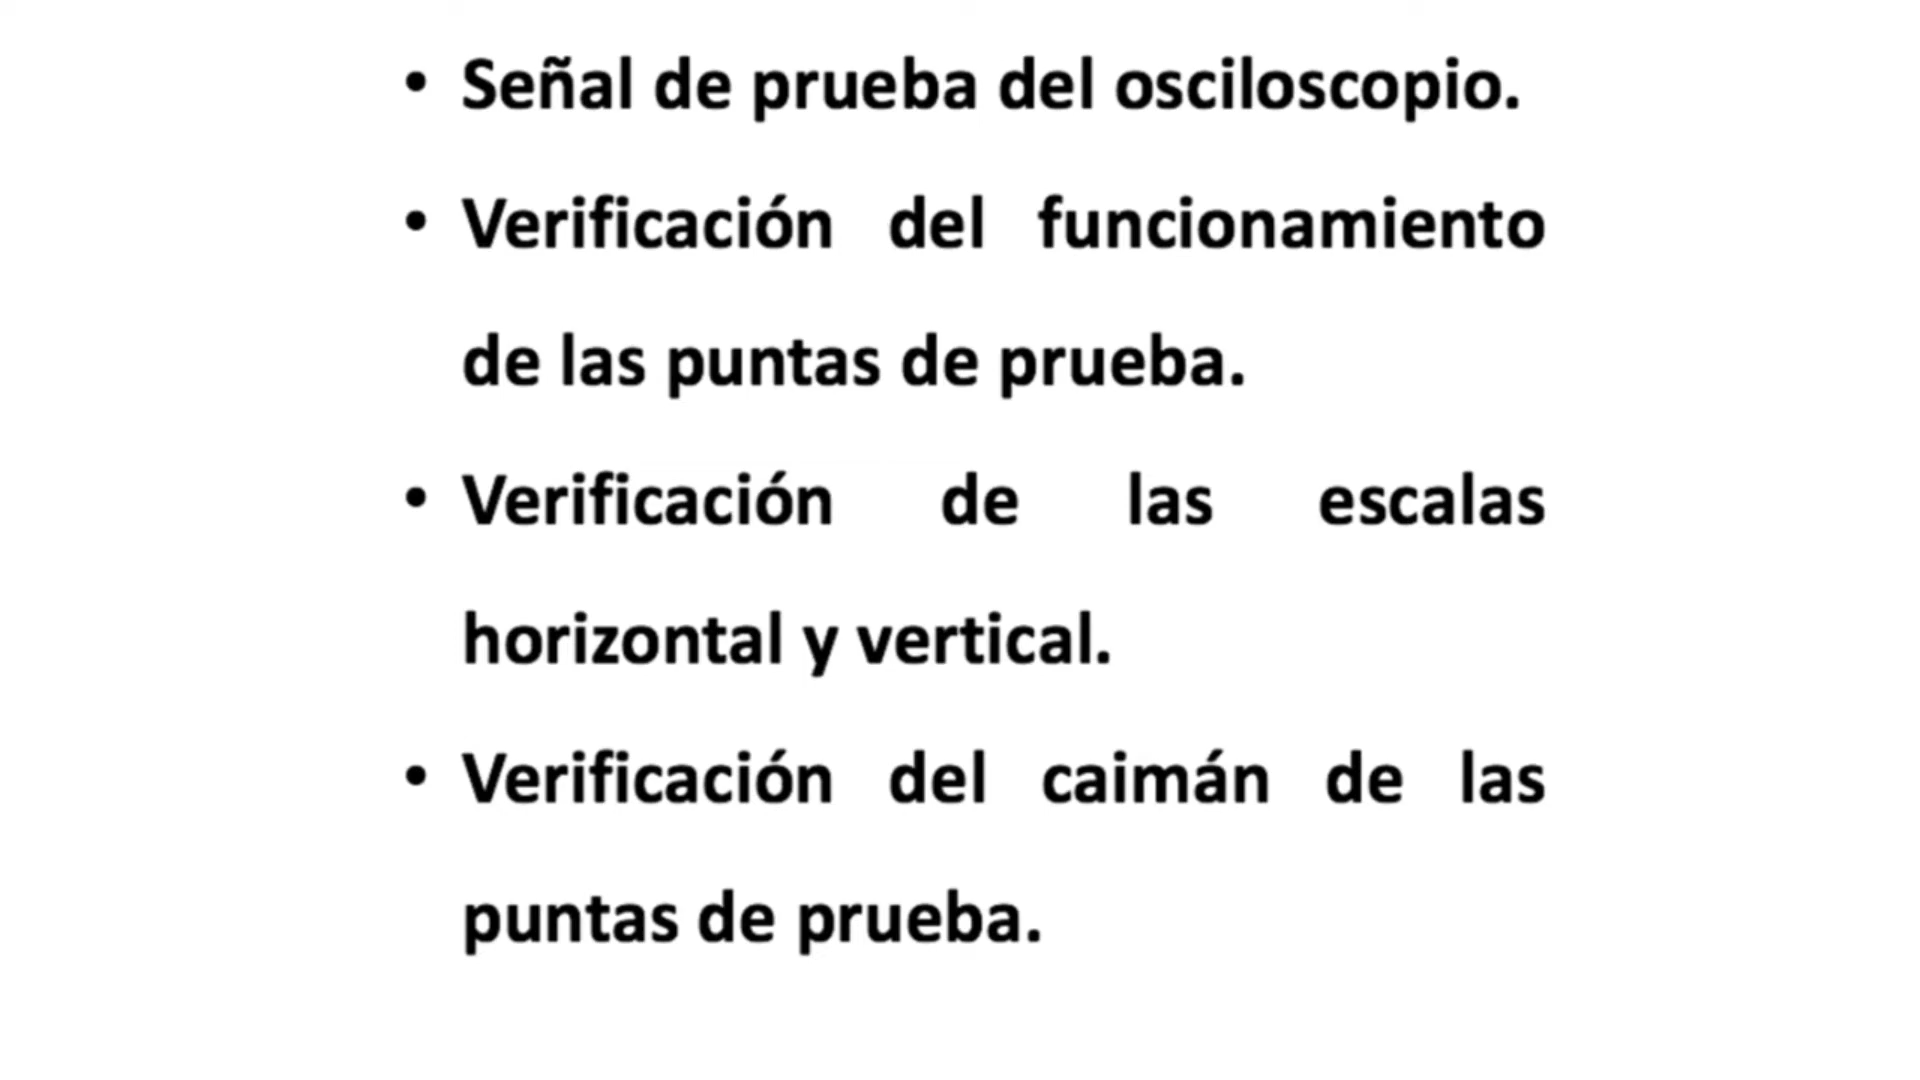 • Señal de prueba del osciloscopio.
• Verificación del funcionamiento
de las puntas de prueba.
• Verificación de las escalas
horizontal y vertical.
• Verificación del caimán de las
puntas de prueba.